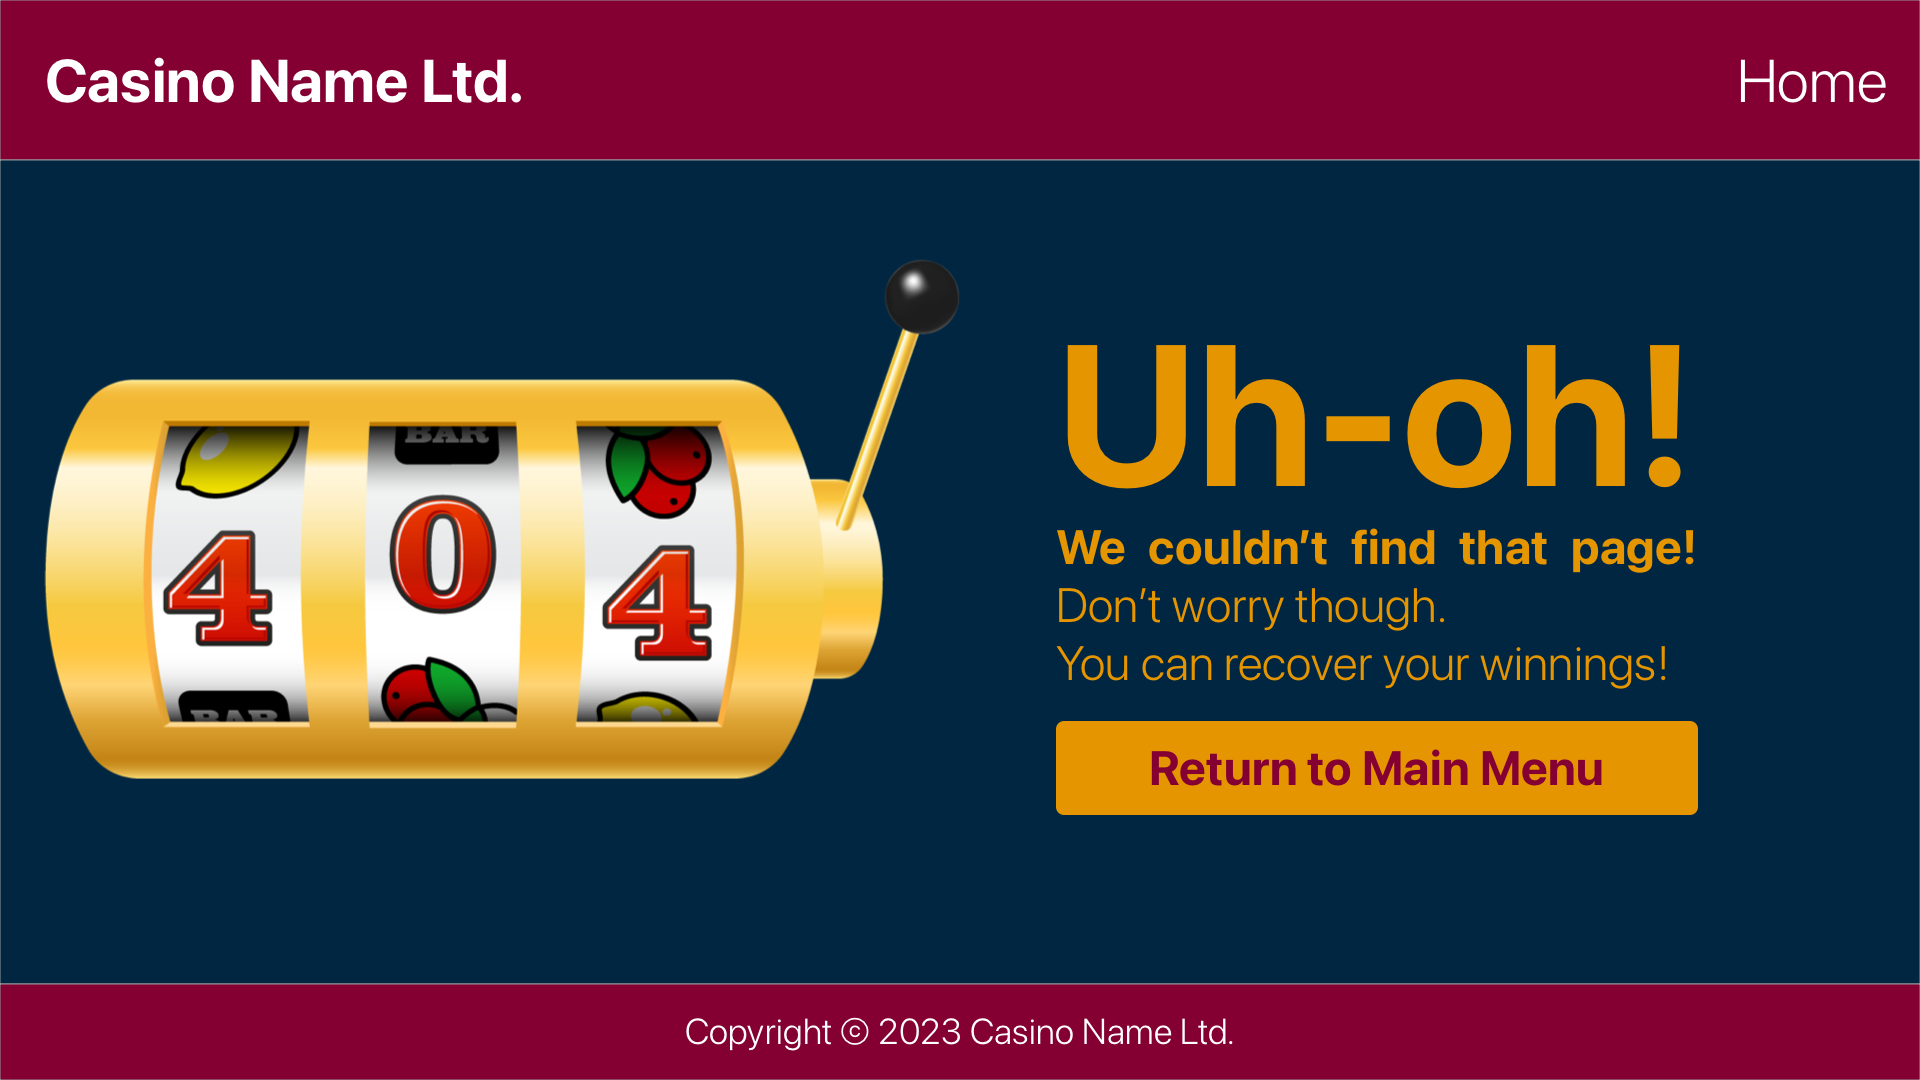 Casino Name Ltd.
Home
BAR
4 0 4
BAR
Uh-oh!
We couldn’t find that page!
Don’t worry though.
You can recover your winnings!
Return to Main Menu
Copyright © 2023 Casino Name Ltd.